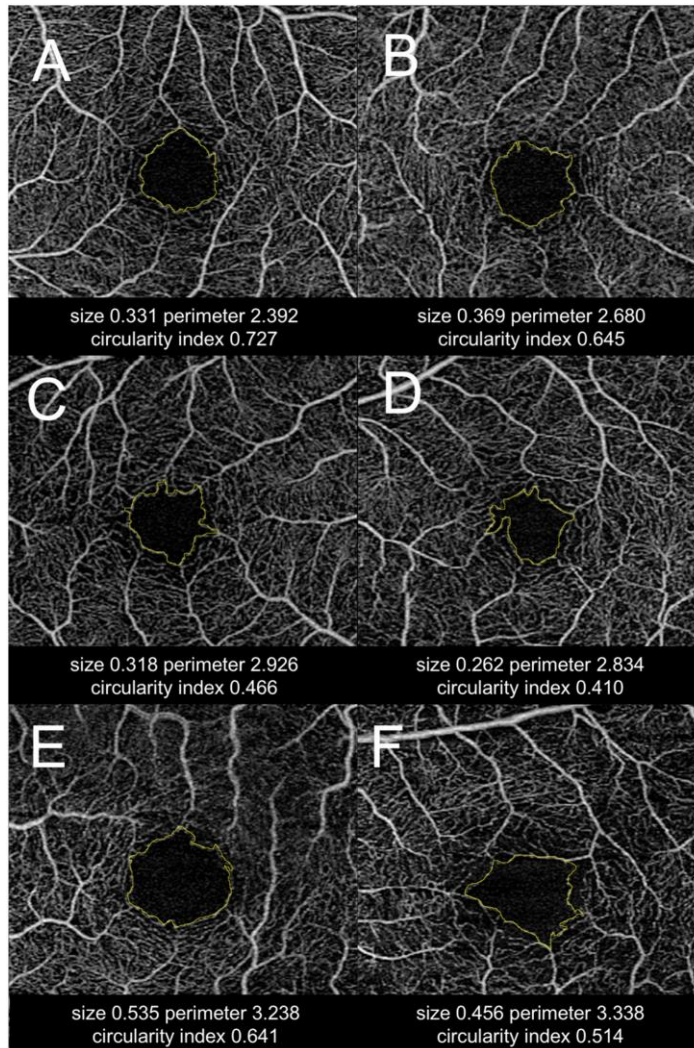 A
B
size 0.331 perimeter 2.392
circularity index 0.727
size 0.369 perimeter 2.680
circularity index 0.645
C
D
size 0.318 perimeter 2.926
circularity index 0.466
size 0.262 perimeter 2.834
circularity index 0.410
E
F
size 0.535 perimeter 3.238
circularity index 0.641
size 0.456 perimeter 3.338
circularity index 0.514